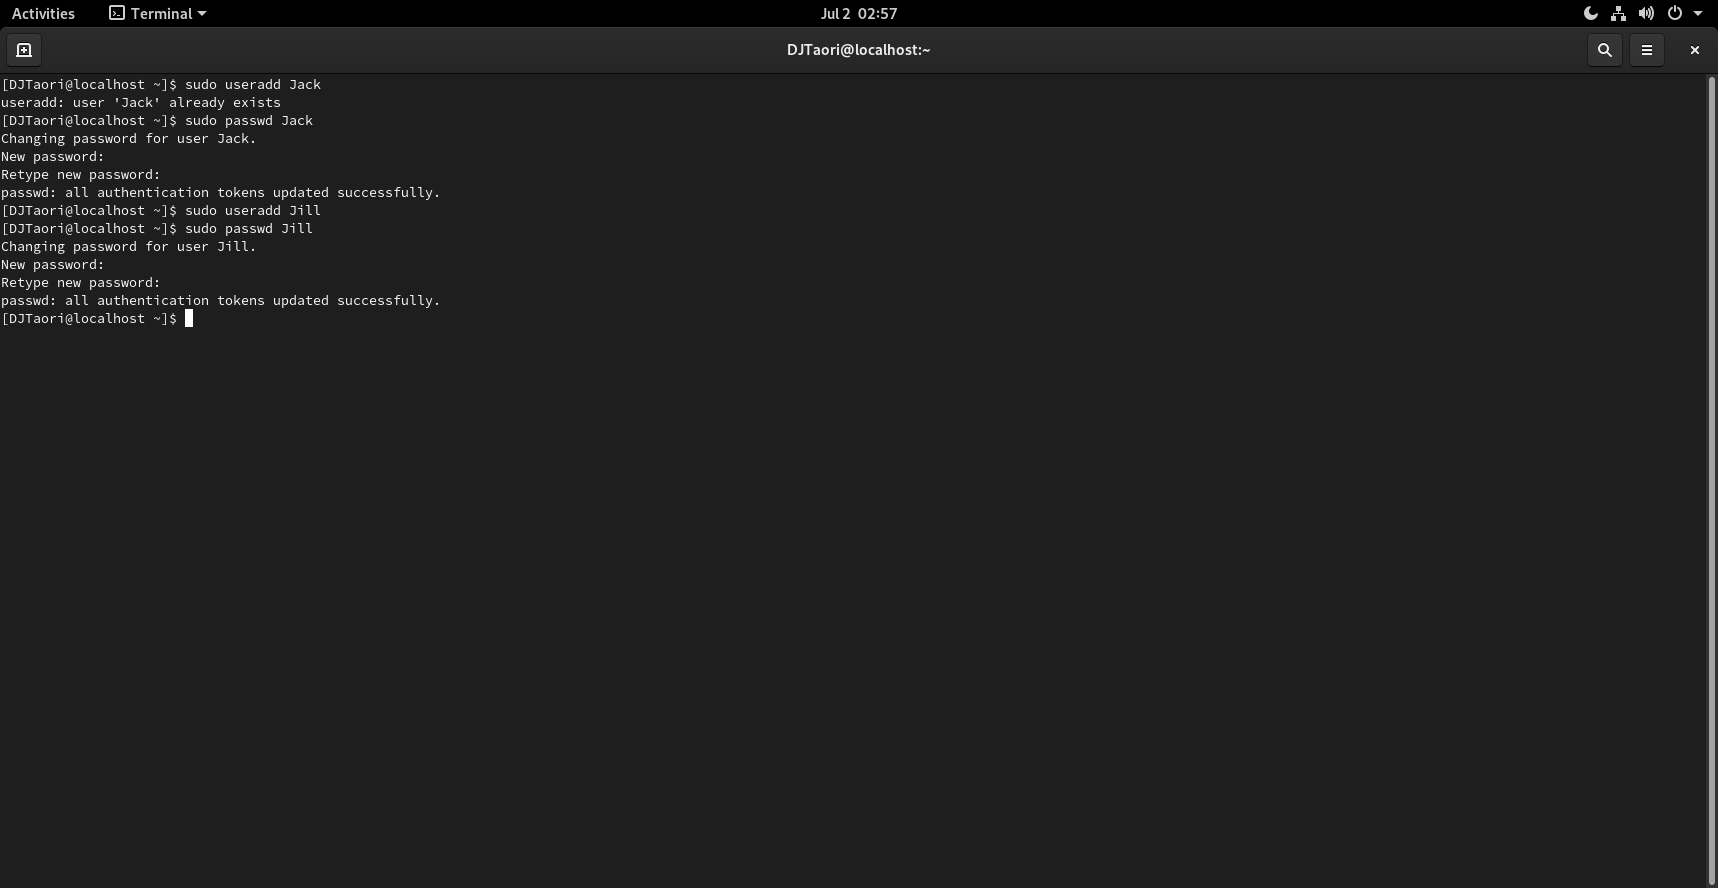 Activities Terminal Jul 2 02:57
DJTaori@localhost:~
[DJTaori@localhost ~]$ sudo useradd Jack
useradd: user 'Jack' already exists
[DJTaori@localhost ~]$ sudo passwd Jack
Changing password for user Jack.
New password:
Retype new password:
passwd: all authentication tokens updated successfully.
[DJTaori@localhost ~]$ sudo useradd Jill
[DJTaori@localhost ~]$ sudo passwd Jill
Changing password for user Jill.
New password:
Retype new password:
passwd: all authentication tokens updated successfully.
[DJTaori@localhost ~]$